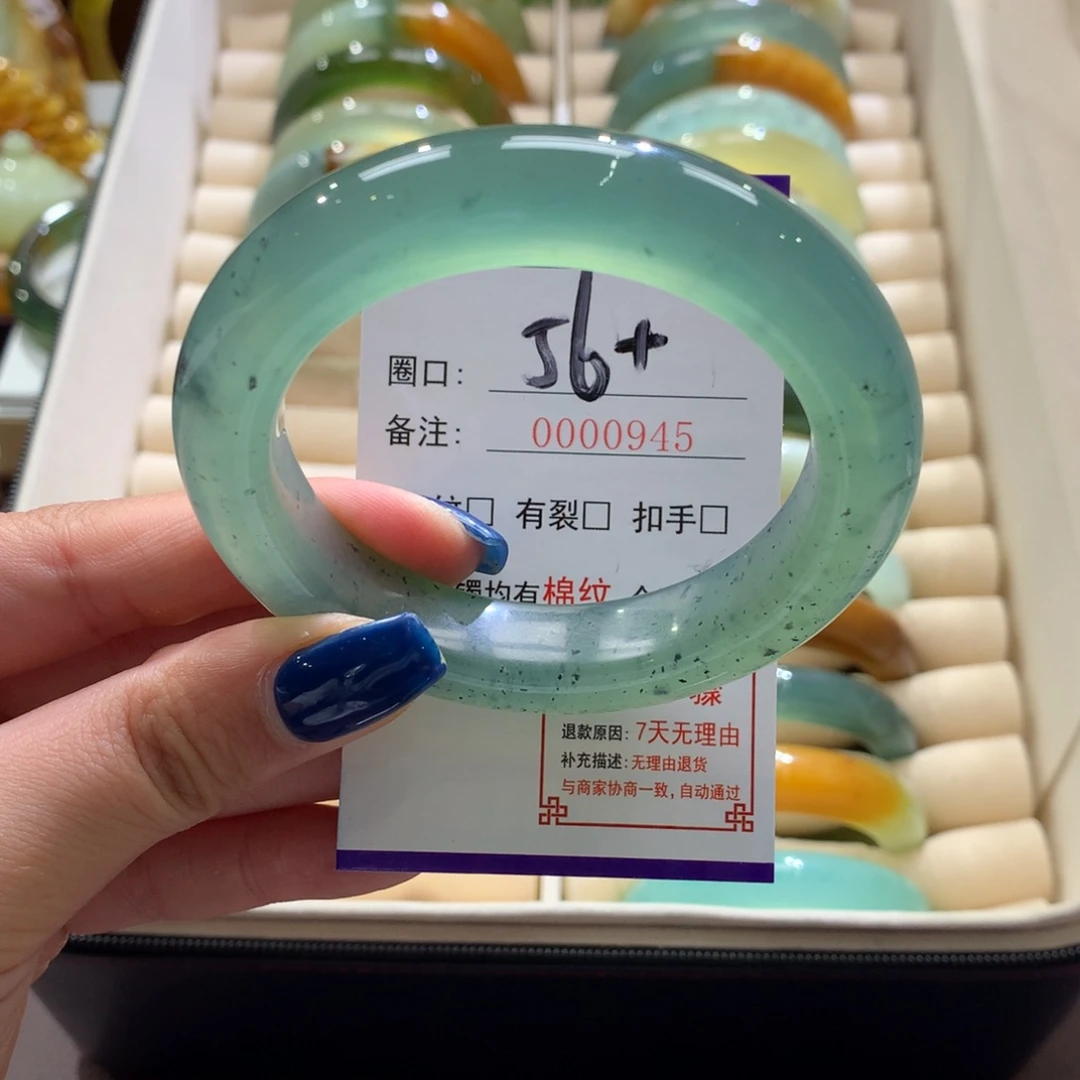 圈口: 56+
备注: 0000945
纹□ 有裂□ 扣手□
镯均有棉纹
骤
退款原因: 7天无理由
补充描述: 无理由退货
与商家协商一致, 自动通过